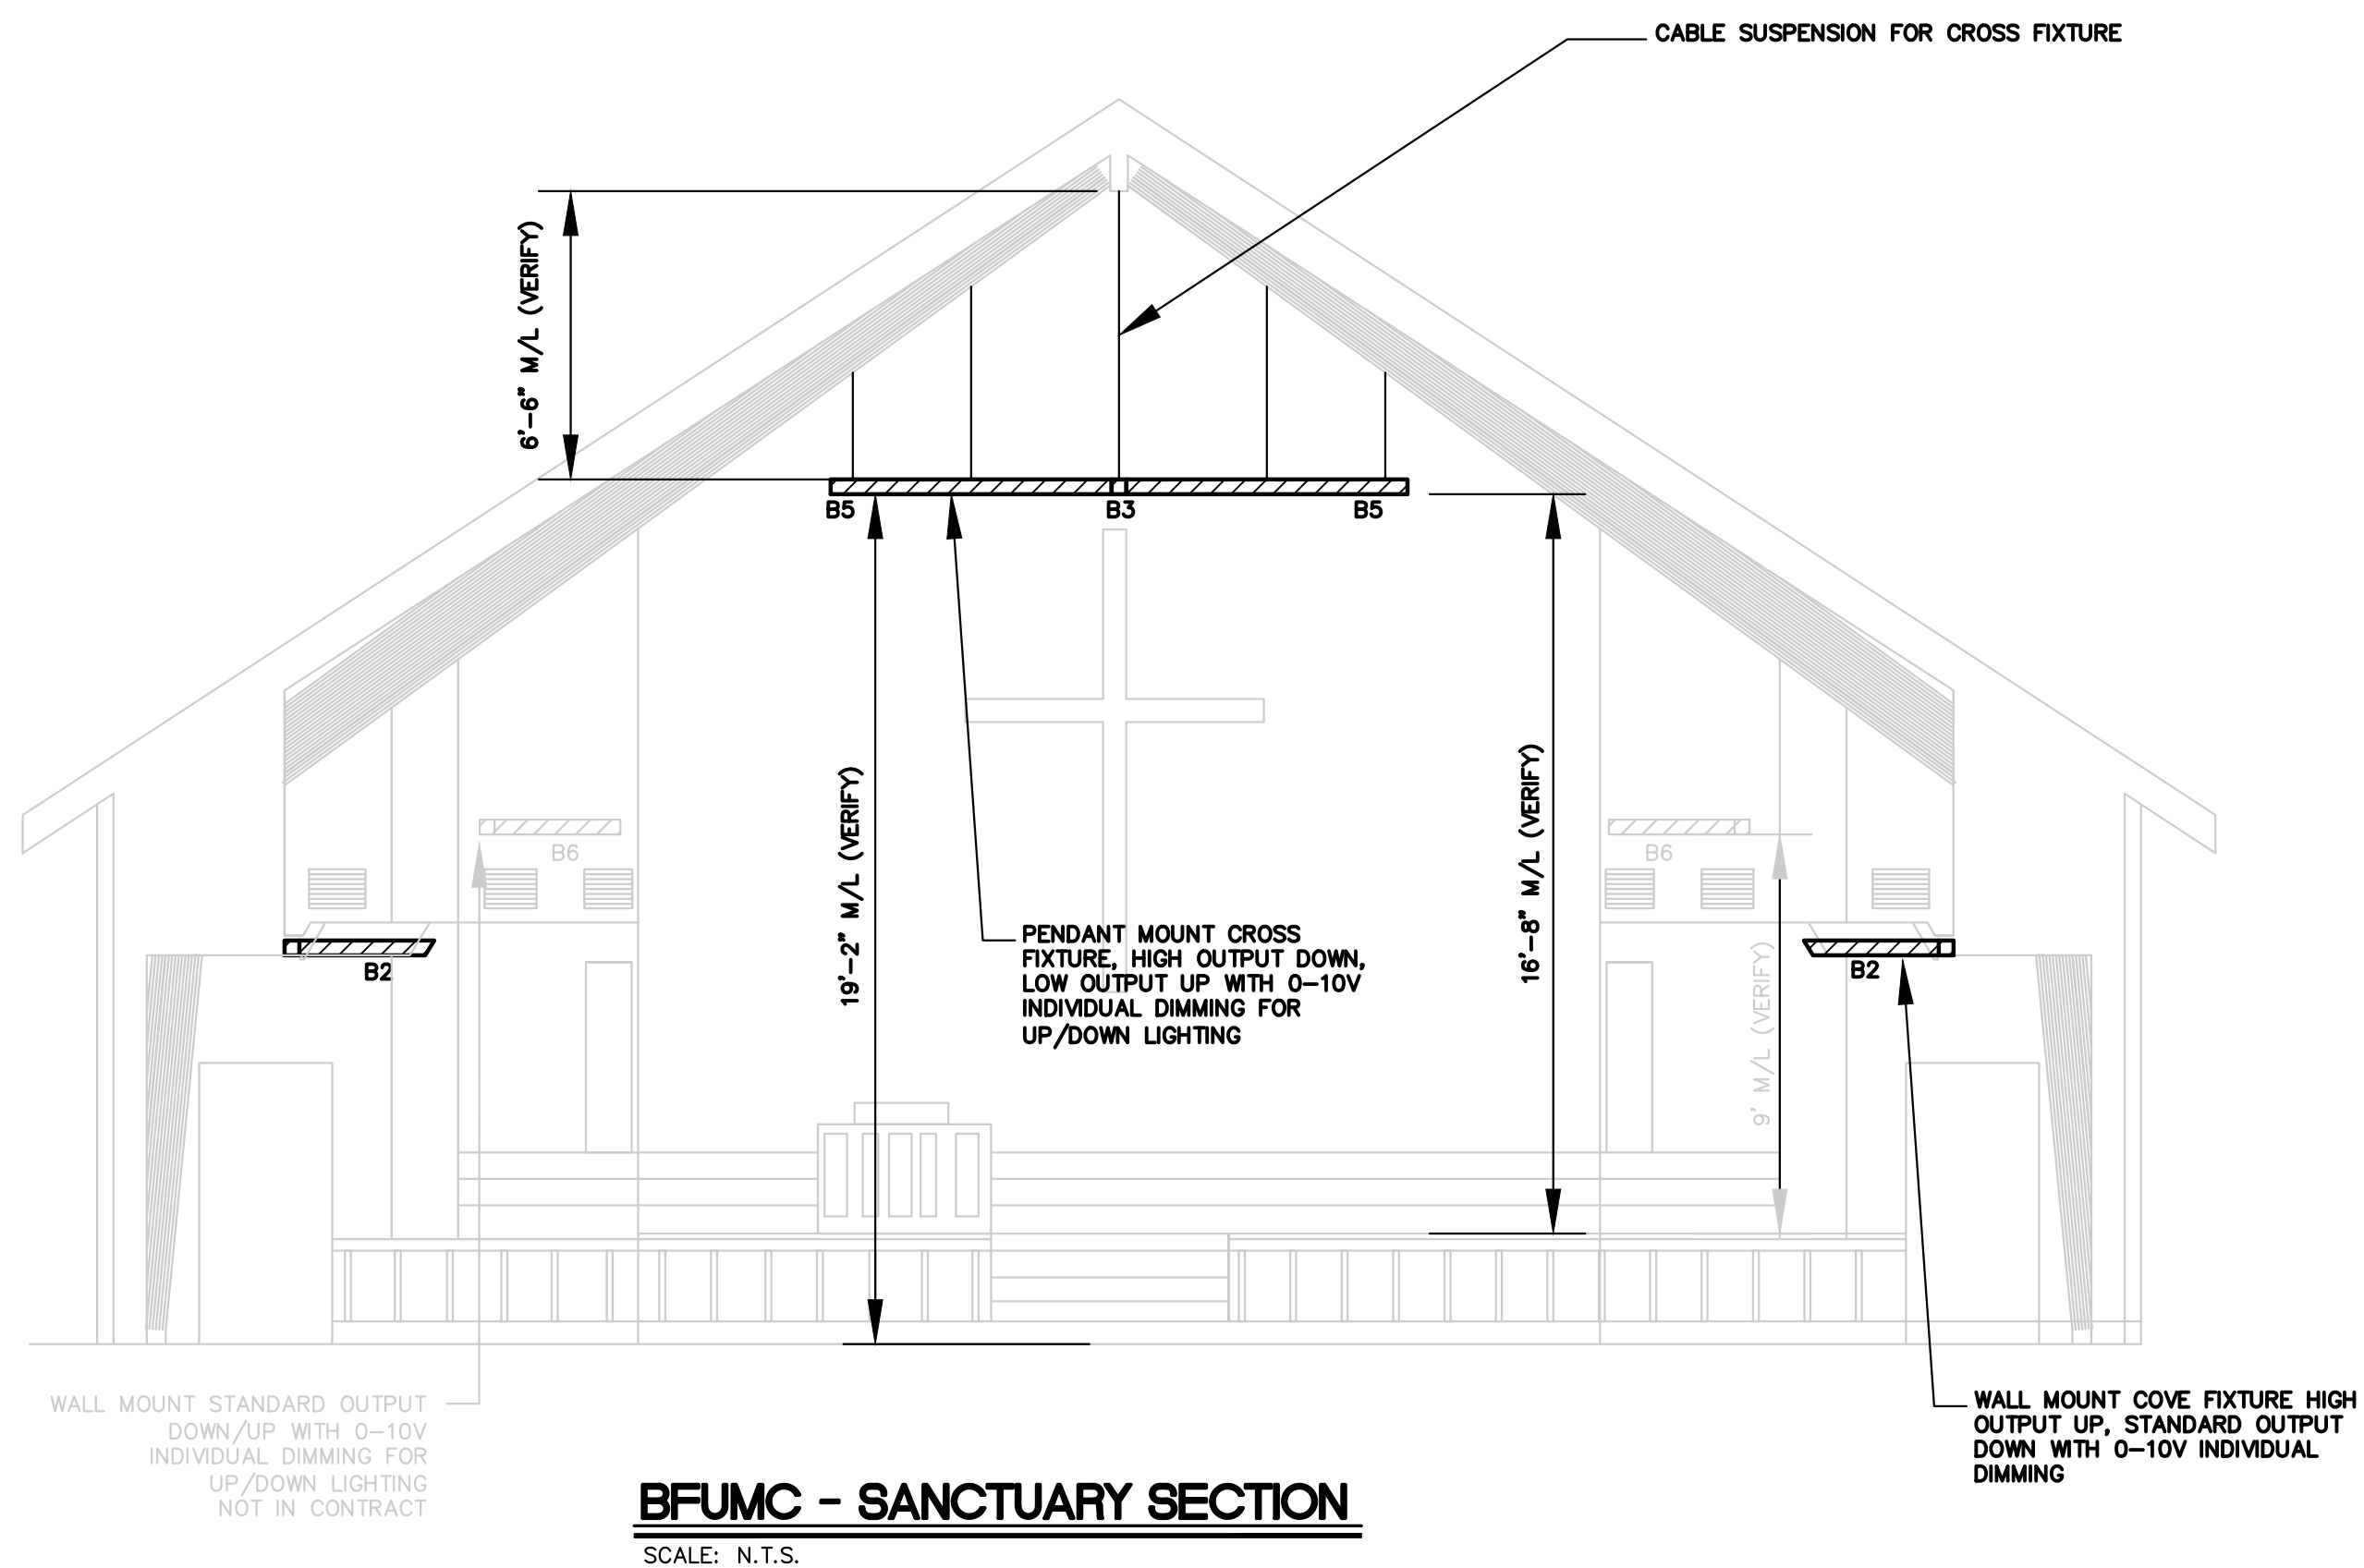 CABLE SUSPENSION FOR CROSS FIXTURE
6'-6" M/L (VERIFY)
B5
B3
B5
B6
B6
B2
B2
19'-2" M/L (VERIFY)
16'-8" M/L (VERIFY)
9' M/L (VERIFY)
PENDANT MOUNT CROSS
FIXTURE, HIGH OUTPUT DOWN,
LOW OUTPUT UP WITH 0-10V
INDIVIDUAL DIMMING FOR
UP/DOWN LIGHTING
WALL MOUNT STANDARD OUTPUT
DOWN/UP WITH 0-10V
INDIVIDUAL DIMMING FOR
UP/DOWN LIGHTING
NOT IN CONTRACT
WALL MOUNT COVE FIXTURE HIGH
OUTPUT UP, STANDARD OUTPUT
DOWN WITH 0-10V INDIVIDUAL
DIMMING
BFUMC - SANCTUARY SECTION
SCALE: N.T.S.